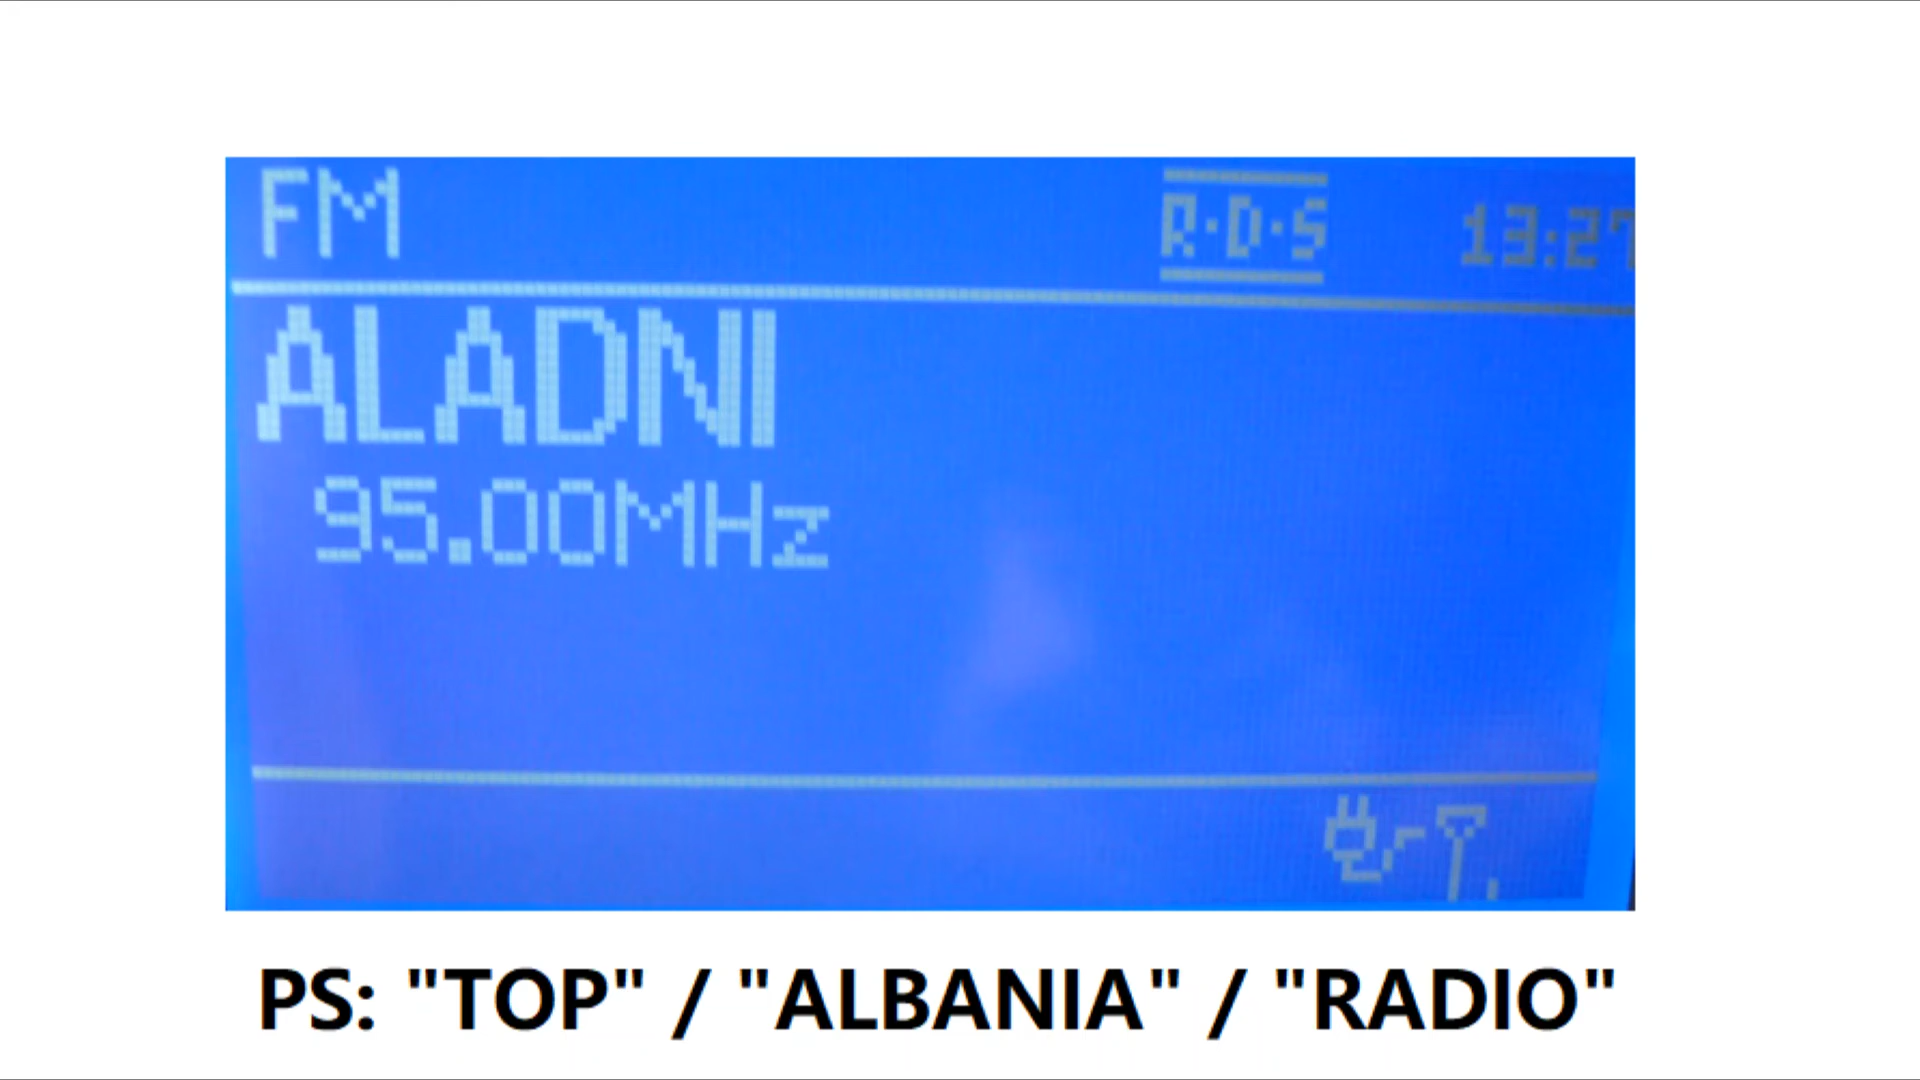 FM R·D·S 13:27
ALADNI
95.00MHz
PS: "TOP" / "ALBANIA" / "RADIO"